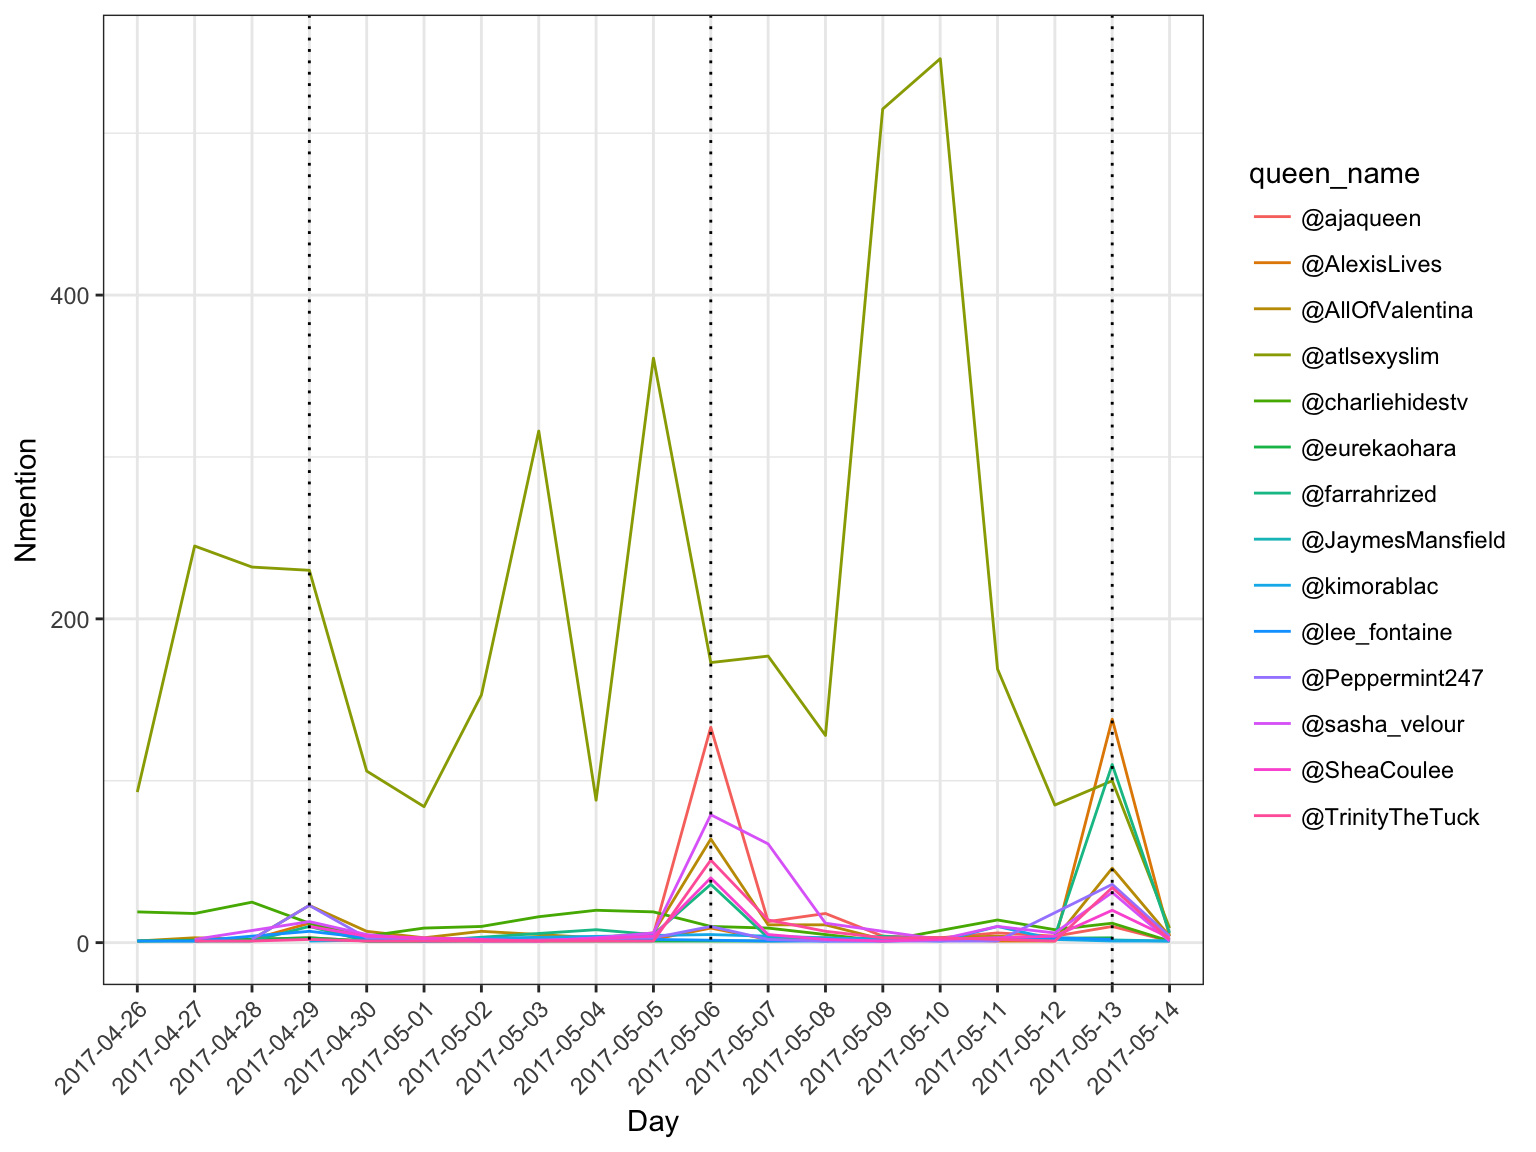 Nmention
400
200
0
2017-04-26
2017-04-27
2017-04-28
2017-04-29
2017-04-30
2017-05-01
2017-05-02
2017-05-03
2017-05-04
2017-05-05
2017-05-06
2017-05-07
2017-05-08
2017-05-09
2017-05-10
2017-05-11
2017-05-12
2017-05-13
2017-05-14
Day
queen_name
@ajaqueen
@AlexisLives
@AllOfValentina
@atlsexyslim
@charliehidestv
@eurekaohara
@farrahrized
@JaymesMansfield
@kimorablac
@lee_fontaine
@Peppermint247
@sasha_velour
@SheaCoulee
@TrinityTheTuck